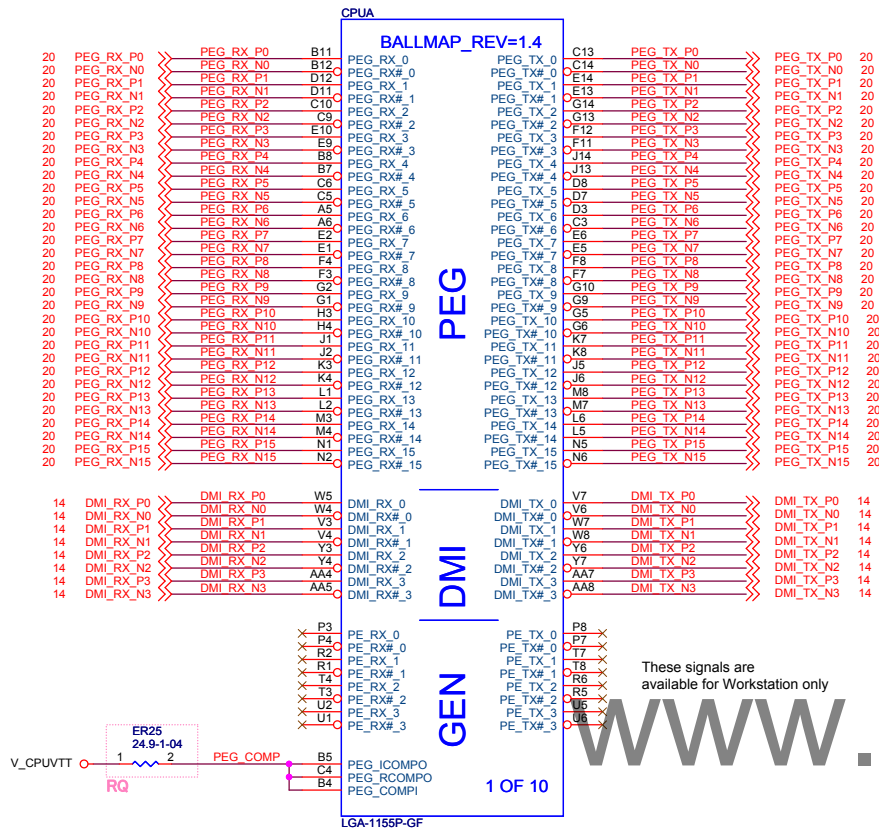 CPUA
BALLMAP_REV=1.4
20 PEG_RX_P0 PEG_RX_P0 B11 PEG_RX_0 PEG_TX_0 C13 PEG_TX_P0 PEG_TX_P0 20
20 PEG_RX_N0 PEG_RX_N0 B12 PEG_RX#_0 PEG_TX#_0 C14 PEG_TX_N0 PEG_TX_N0 20
20 PEG_RX_P1 PEG_RX_P1 D12 PEG_RX_1 PEG_TX_1 E14 PEG_TX_P1 PEG_TX_P1 20
20 PEG_RX_N1 PEG_RX_N1 D11 PEG_RX#_1 PEG_TX#_1 E13 PEG_TX_N1 PEG_TX_N1 20
20 PEG_RX_P2 PEG_RX_P2 C10 PEG_RX_2 PEG_TX_2 G14 PEG_TX_P2 PEG_TX_P2 20
20 PEG_RX_N2 PEG_RX_N2 C9 PEG_RX#_2 PEG_TX#_2 G13 PEG_TX_N2 PEG_TX_N2 20
20 PEG_RX_P3 PEG_RX_P3 E10 PEG_RX_3 PEG_TX_3 F12 PEG_TX_P3 PEG_TX_P3 20
20 PEG_RX_N3 PEG_RX_N3 E9 PEG_RX#_3 PEG_TX#_3 F11 PEG_TX_N3 PEG_TX_N3 20
20 PEG_RX_P4 PEG_RX_P4 B8 PEG_RX_4 PEG_TX_4 J14 PEG_TX_P4 PEG_TX_P4 20
20 PEG_RX_N4 PEG_RX_N4 B7 PEG_RX#_4 PEG_TX#_4 J13 PEG_TX_N4 PEG_TX_N4 20
20 PEG_RX_P5 PEG_RX_P5 C6 PEG_RX_5 PEG_TX_5 D8 PEG_TX_P5 PEG_TX_P5 20
20 PEG_RX_N5 PEG_RX_N5 C5 PEG_RX#_5 PEG_TX#_5 D7 PEG_TX_N5 PEG_TX_N5 20
20 PEG_RX_P6 PEG_RX_P6 A5 PEG_RX_6 PEG_TX_6 D3 PEG_TX_P6 PEG_TX_P6 20
20 PEG_RX_N6 PEG_RX_N6 A6 PEG_RX#_6 PEG_TX#_6 C3 PEG_TX_N6 PEG_TX_N6 20
20 PEG_RX_P7 PEG_RX_P7 E2 PEG_RX_7 PEG_TX_7 E6 PEG_TX_P7 PEG_TX_P7 20
20 PEG_RX_N7 PEG_RX_N7 E1 PEG_RX#_7 PEG_TX#_7 E5 PEG_TX_N7 PEG_TX_N7 20
20 PEG_RX_P8 PEG_RX_P8 F4 PEG_RX_8 PEG_TX_8 F8 PEG_TX_P8 PEG_TX_P8 20
20 PEG_RX_N8 PEG_RX_N8 F3 PEG_RX#_8 PEG_TX#_8 F7 PEG_TX_N8 PEG_TX_N8 20
20 PEG_RX_P9 PEG_RX_P9 G2 PEG_RX_9 PEG_TX_9 G10 PEG_TX_P9 PEG_TX_P9 20
20 PEG_RX_N9 PEG_RX_N9 G1 PEG_RX#_9 PEG_TX#_9 G9 PEG_TX_N9 PEG_TX_N9 20
20 PEG_RX_P10 PEG_RX_P10 H3 PEG_RX_10 PEG_TX_10 G5 PEG_TX_P10 PEG_TX_P10 20
20 PEG_RX_N10 PEG_RX_N10 H4 PEG_RX#_10 PEG_TX#_10 G6 PEG_TX_N10 PEG_TX_N10 20
20 PEG_RX_P11 PEG_RX_P11 J1 PEG_RX_11 PEG_TX_11 K7 PEG_TX_P11 PEG_TX_P11 20
20 PEG_RX_N11 PEG_RX_N11 J2 PEG_RX#_11 PEG_TX#_11 K8 PEG_TX_N11 PEG_TX_N11 20
20 PEG_RX_P12 PEG_RX_P12 K3 PEG_RX_12 PEG_TX_12 J5 PEG_TX_P12 PEG_TX_P12 20
20 PEG_RX_N12 PEG_RX_N12 K4 PEG_RX#_12 PEG_TX#_12 J6 PEG_TX_N12 PEG_TX_N12 20
20 PEG_RX_P13 PEG_RX_P13 L1 PEG_RX_13 PEG_TX_13 M8 PEG_TX_P13 PEG_TX_P13 20
20 PEG_RX_N13 PEG_RX_N13 L2 PEG_RX#_13 PEG_TX#_13 M7 PEG_TX_N13 PEG_TX_N13 20
20 PEG_RX_P14 PEG_RX_P14 M3 PEG_RX_14 PEG_TX_14 L6 PEG_TX_P14 PEG_TX_P14 20
20 PEG_RX_N14 PEG_RX_N14 M4 PEG_RX#_14 PEG_TX#_14 L5 PEG_TX_N14 PEG_TX_N14 20
20 PEG_RX_P15 PEG_RX_P15 N1 PEG_RX_15 PEG_TX_15 N5 PEG_TX_P15 PEG_TX_P15 20
20 PEG_RX_N15 PEG_RX_N15 N2 PEG_RX#_15 PEG_TX#_15 N6 PEG_TX_N15 PEG_TX_N15 20
PEG
14 DMI_RX_P0 DMI_RX_P0 W5 DMI_RX_0 DMI_TX_0 V7 DMI_TX_P0 DMI_TX_P0 14
14 DMI_RX_N0 DMI_RX_N0 W4 DMI_RX#_0 DMI_TX#_0 V6 DMI_TX_N0 DMI_TX_N0 14
14 DMI_RX_P1 DMI_RX_P1 V3 DMI_RX_1 DMI_TX_1 W7 DMI_TX_P1 DMI_TX_P1 14
14 DMI_RX_N1 DMI_RX_N1 V4 DMI_RX#_1 DMI_TX#_1 W8 DMI_TX_N1 DMI_TX_N1 14
14 DMI_RX_P2 DMI_RX_P2 Y3 DMI_RX_2 DMI_TX_2 Y6 DMI_TX_P2 DMI_TX_P2 14
14 DMI_RX_N2 DMI_RX_N2 Y4 DMI_RX#_2 DMI_TX#_2 Y7 DMI_TX_N2 DMI_TX_N2 14
14 DMI_RX_P3 DMI_RX_P3 AA4 DMI_RX_3 DMI_TX_3 AA7 DMI_TX_P3 DMI_TX_P3 14
14 DMI_RX_N3 DMI_RX_N3 AA5 DMI_RX#_3 DMI_TX#_3 AA8 DMI_TX_N3 DMI_TX_N3 14
DMI
P3 PE_RX_0 PE_TX_0 P8
P4 PE_RX#_0 PE_TX#_0 P7
R2 PE_RX_1 PE_TX_1 T7
R1 PE_RX#_1 PE_TX#_1 T8
T4 PE_RX_2 PE_TX_2 R6
T3 PE_RX#_2 PE_TX#_2 R5
U2 PE_RX_3 PE_TX_3 U5
U1 PE_RX#_3 PE_TX#_3 U6
GEN
These signals are
available for Workstation only
www.
ER25
24.9-1-04
V_CPUVTT 1 2 PEG_COMP B5 PEG_ICOMPO
C4 PEG_RCOMPO
B4 PEG_COMPI
RQ
1 OF 10
LGA-1155P-GF